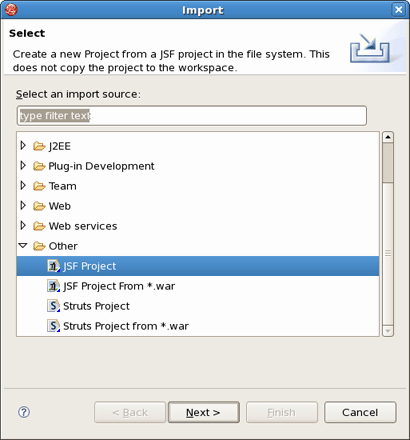 Import
Select
Create a new Project from a JSF project in the file system. This
does not copy the project to the workspace.
Select an import source:
type filter text
J2EE
Plug-in Development
Team
Web
Web services
Other
JSF Project
JSF Project From *.war
Struts Project
Struts Project from *.war
< Back
Next >
Finish
Cancel